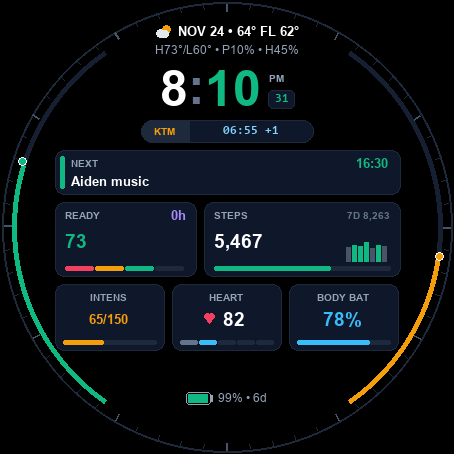 NOV 24 • 64° FL 62°
H73°/L60° • P10% • H45%
8:10 PM
31
KTM 06:55 +1
NEXT 16:30
Aiden music
READY 0h
73
STEPS 7D 8,263
5,467
INTENS
65/150
HEART
82
BODY BAT
78%
99% • 6d